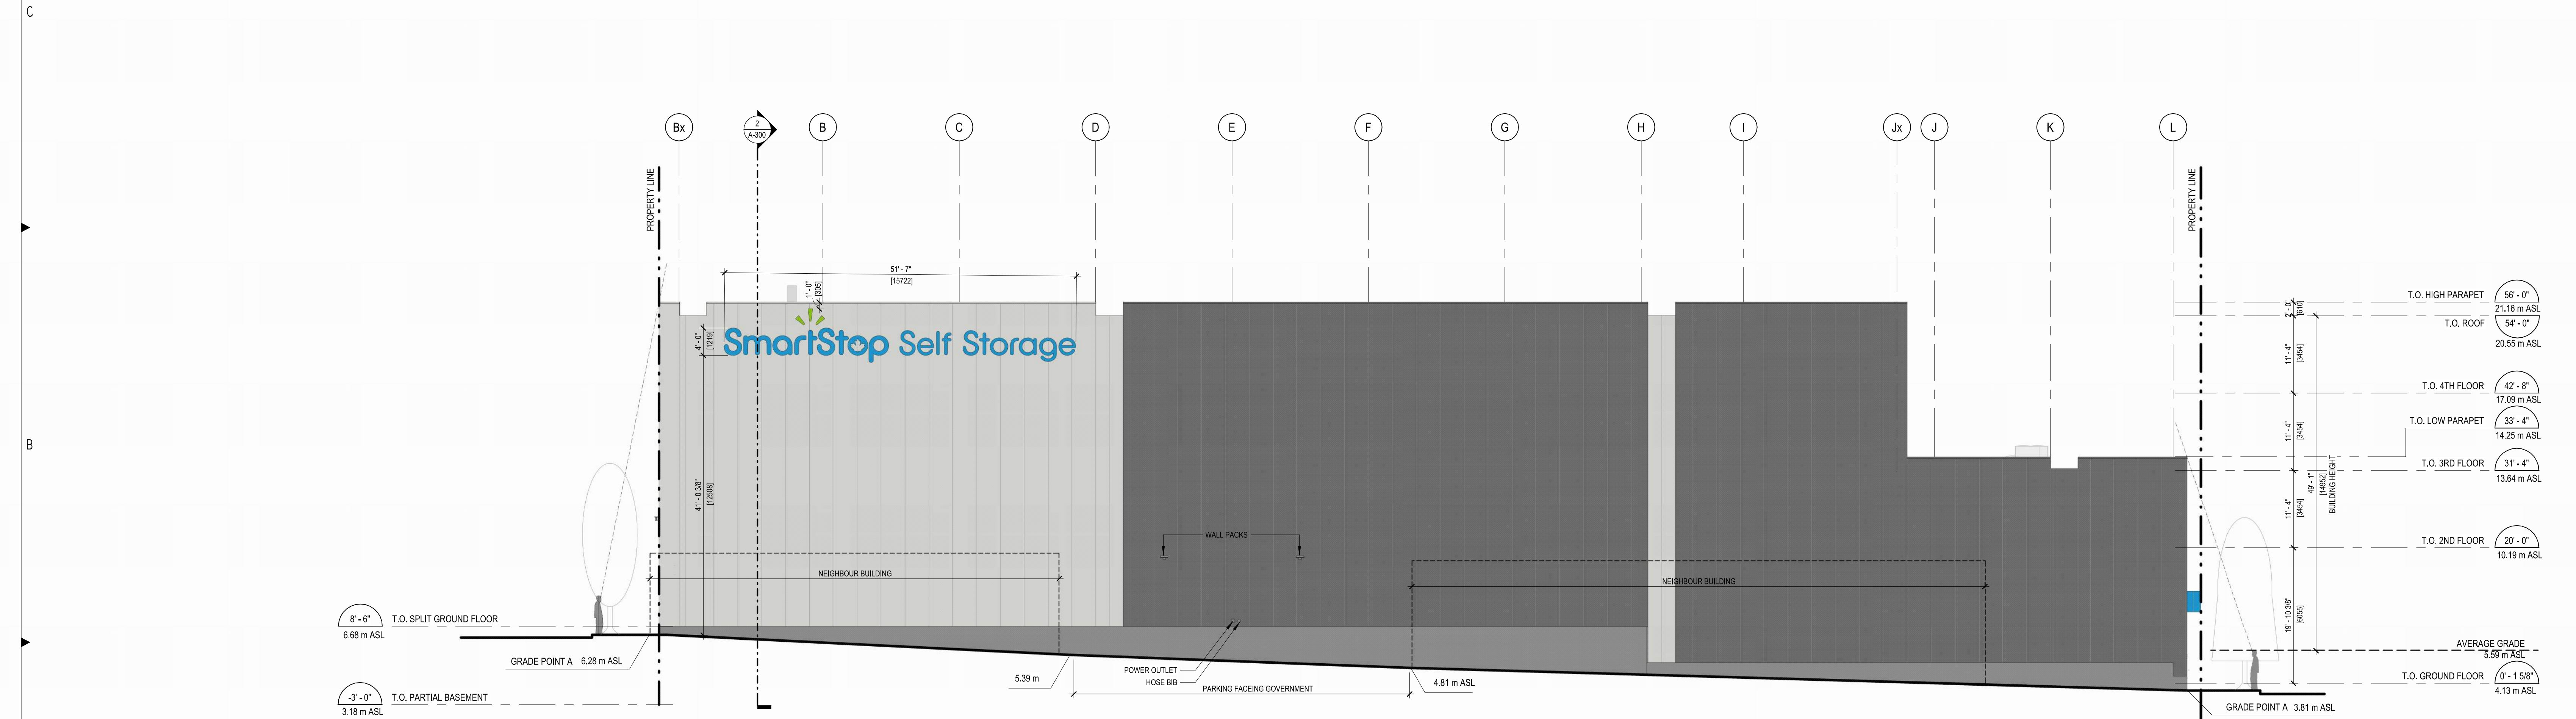 C
Bx
2
A-300
B
C
D
E
F
G
H
I
Jx
J
K
L
PROPERTY LINE
PROPERTY LINE
51' - 7"
[15722]
1' - 0"
[305]
SmartStop Self Storage
4' - 0"
[1219]
41' - 0 3/8"
[12508]
B
WALL PACKS
NEIGHBOUR BUILDING
NEIGHBOUR BUILDING
T.O. HIGH PARAPET
56' - 0"
21.16 m ASL
T.O. ROOF
54' - 0"
20.55 m ASL
2' - 0"
[610]
11' - 4"
[3454]
T.O. 4TH FLOOR
42' - 8"
17.09 m ASL
T.O. LOW PARAPET
33' - 4"
14.25 m ASL
11' - 4"
[3454]
T.O. 3RD FLOOR
31' - 4"
13.64 m ASL
49' - 1"
[14952]
BUILDING HEIGHT
11' - 4"
[3454]
T.O. 2ND FLOOR
20' - 0"
10.19 m ASL
19' - 10 3/8"
[6055]
8' - 6"
T.O. SPLIT GROUND FLOOR
6.68 m ASL
GRADE POINT A 6,28 m ASL
-3' - 0"
T.O. PARTIAL BASEMENT
3.18 m ASL
5.39 m
POWER OUTLET
HOSE BIB
PARKING FACEING GOVERNMENT
4.81 m ASL
AVERAGE GRADE
5.59 m ASL
T.O. GROUND FLOOR
0' - 1 5/8"
4,13 m ASL
GRADE POINT A 3.81 m ASL